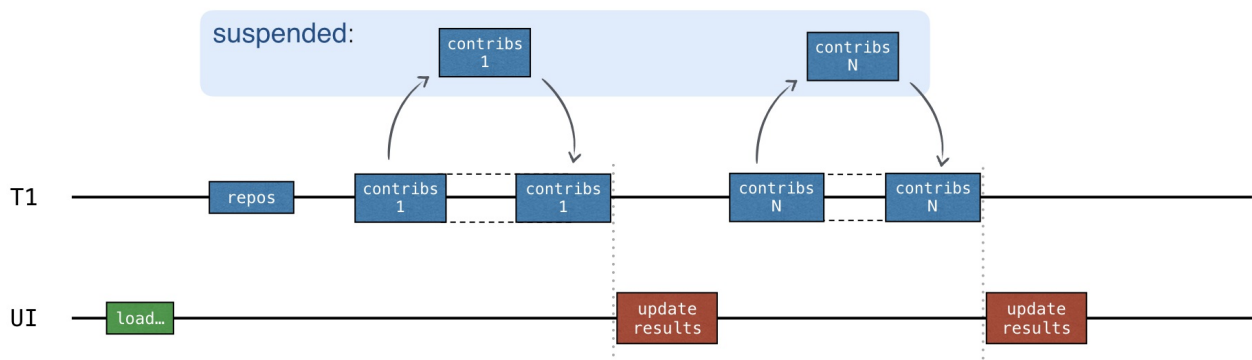 suspended:
contribs
1
contribs
N
T1
repos
contribs
1
contribs
1
contribs
N
contribs
N
UI
load…
update
results
update
results